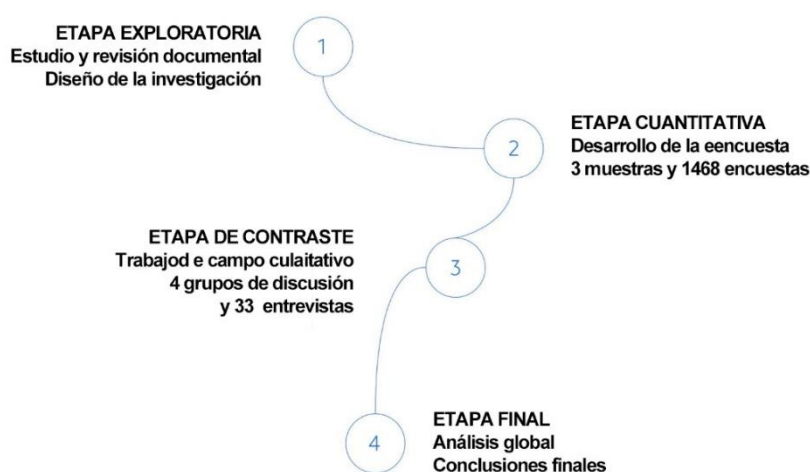 1
ETAPA EXPLORATORIA
Estudio y revisión documental
Diseño de la investigación
2
ETAPA CUANTITATIVA
Desarrollo de la eencuesta
3 muestras y 1468 encuestas
3
ETAPA DE CONTRASTE
Trabajod e campo culaitativo
4 grupos de discusión
y 33 entrevistas
4
ETAPA FINAL
Análisis global
Conclusiones finales